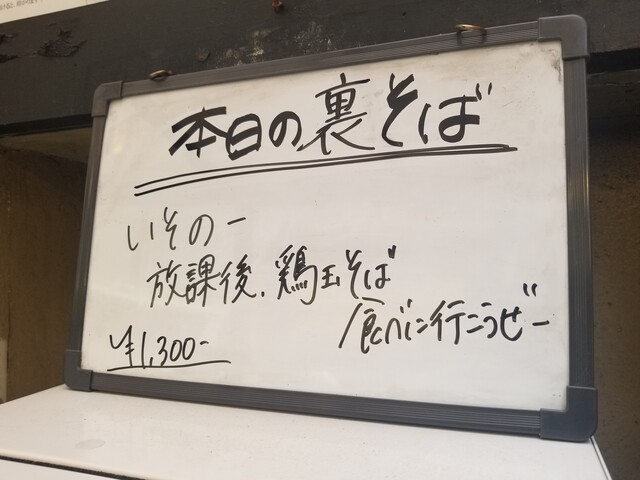 本日の裏そば
いそのー
放課後、鶏玉そば
食べに行こうぜー
¥1,300-